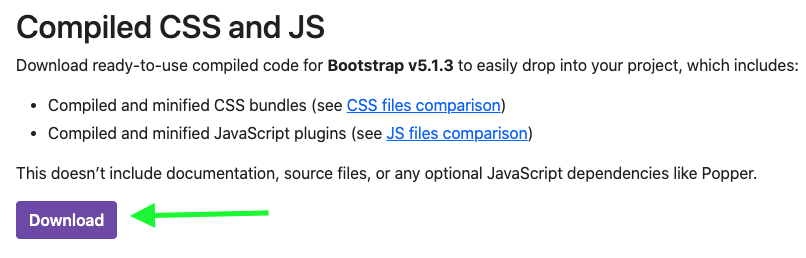 Compiled CSS and JS
Download ready-to-use compiled code for Bootstrap v5.1.3 to easily drop into your project, which includes:
• Compiled and minified CSS bundles (see CSS files comparison)
• Compiled and minified JavaScript plugins (see JS files comparison)
This doesn’t include documentation, source files, or any optional JavaScript dependencies like Popper.
Download